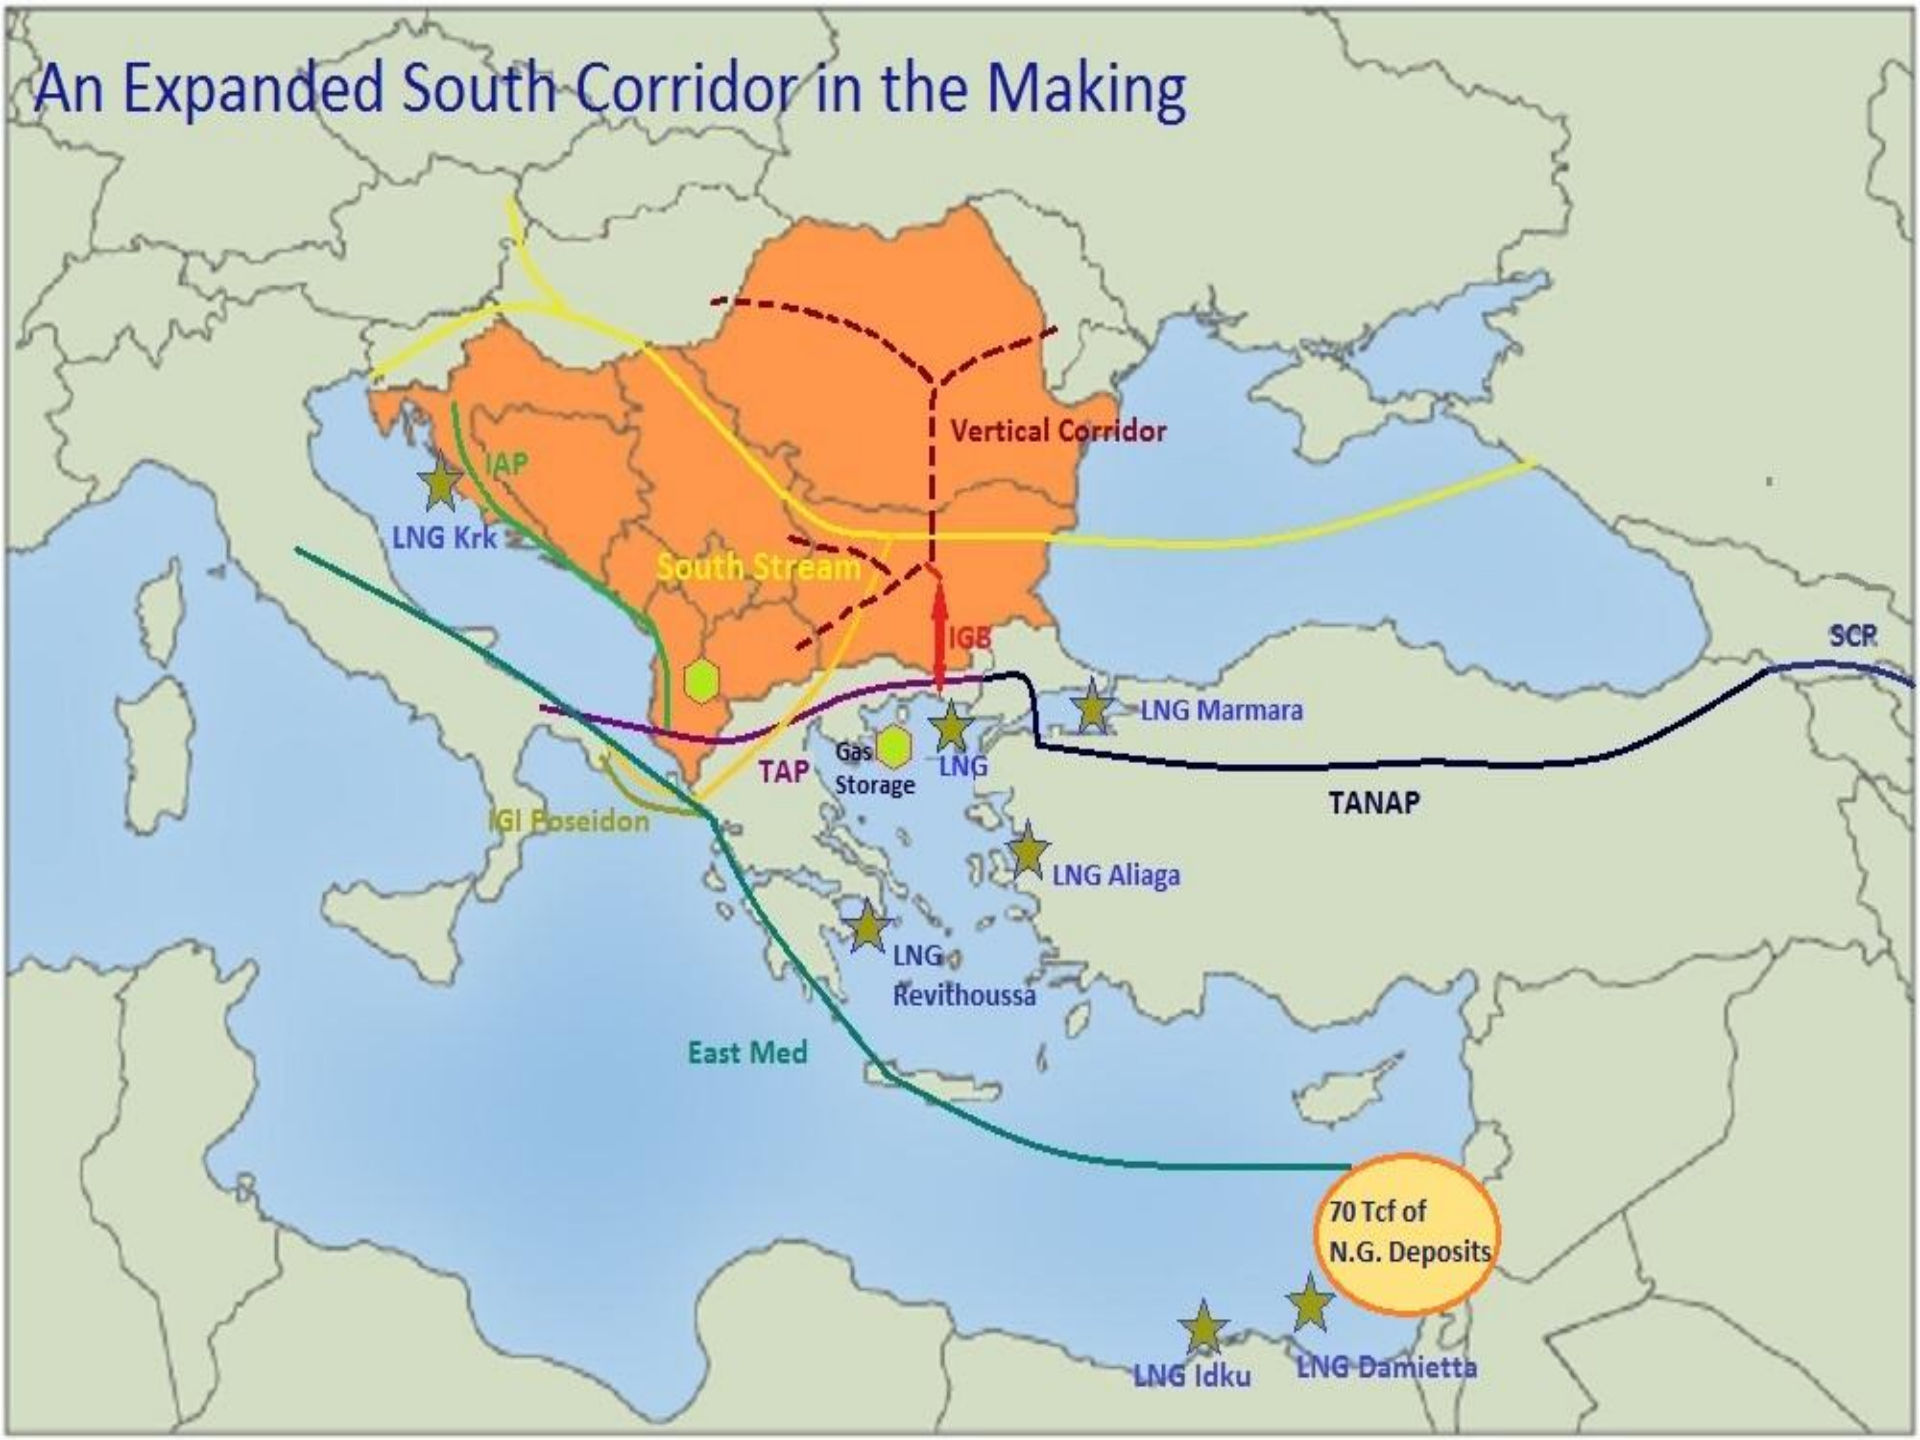 An Expanded South Corridor in the Making
Vertical Corridor
IAP
LNG Krk
South Stream
IGB
SCR
LNG Marmara
Gas
Storage
LNG
TAP
TANAP
IGI Poseidon
LNG Aliaga
LNG
Revithoussa
East Med
70 Tcf of
N.G. Deposits
LNG Idku
LNG Damietta